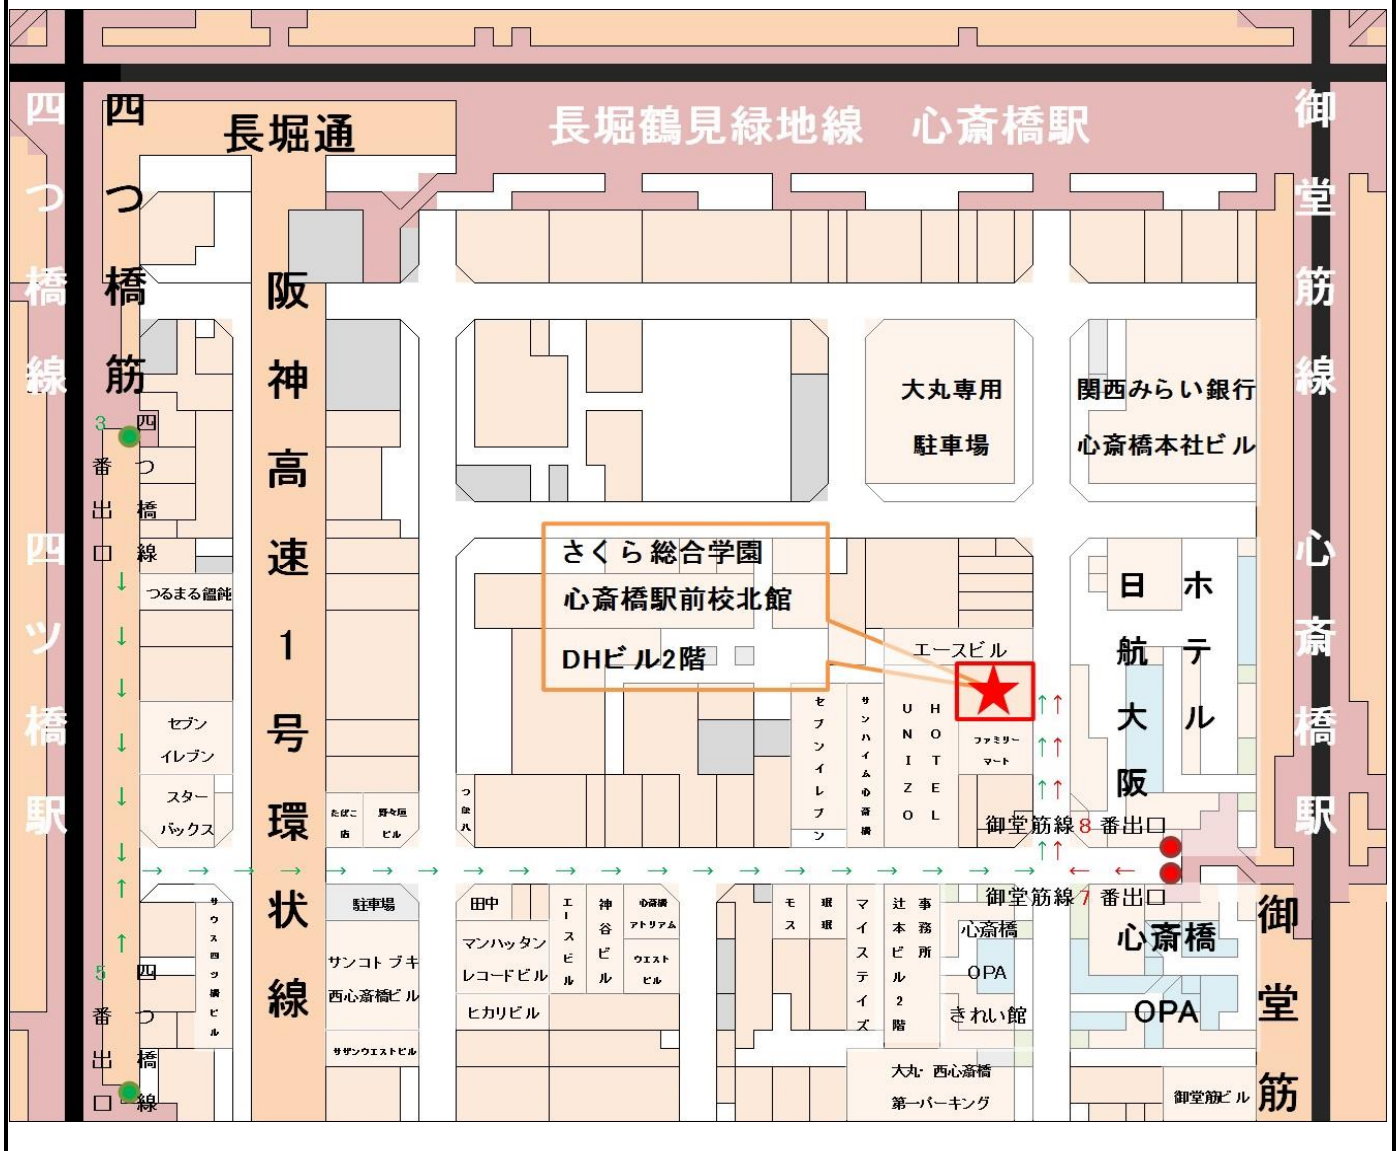 四つ橋線 四ツ橋駅
四つ橋筋
長堀通
長堀鶴見緑地線 心斎橋駅
御堂筋線 心斎橋駅
阪神高速1号環状線
大丸専用
駐車場
関西みらい銀行
心斎橋本社ビル
四つ橋線
3番出口
さくら総合学園
心斎橋駅前校北館
DHビル2階
つるまる饂飩
セブン
イレブン
スター
バックス
たばこ
店
野々垣
ビル
セブンイレブン
サンハイム心斎橋
HOTEL
UNIZO
エースビル
ファミリー
マート
ホテル
日航大阪
御堂筋線8番出口
御堂筋線7番出口
四つ橋線
5番出口
サウス四ツ橋ビル
駐車場
サンコトブキ
西心斎橋ビル
サザンウエストビル
田中
マンハッタン
レコードビル
ヒカリビル
エースビル
神谷ビル
心斎橋
アトリアム
ウエスト
ビル
モス
珉珉
マイステイズ
辻本ビル2階
事務所
心斎橋
OPA
きれい館
心斎橋
OPA
大丸・西心斎橋
第一パーキング
御堂筋ビル
御堂筋